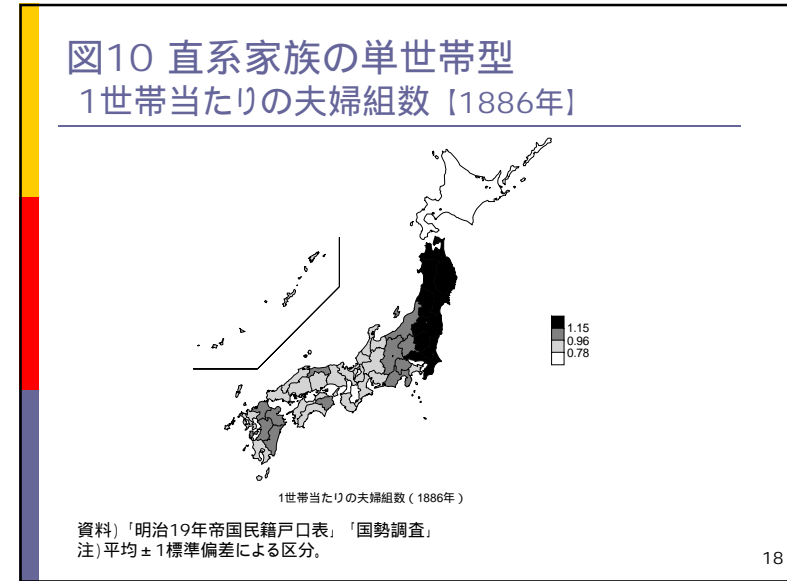 図10 直系家族の単世帯型
1世帯当たりの夫婦組数【1886年】
1.15
0.96
0.78
1世帯当たりの夫婦組数(1886年)
資料)「明治19年帝国民籍戸口表」「国勢調査」
注)平均±1標準偏差による区分。
18